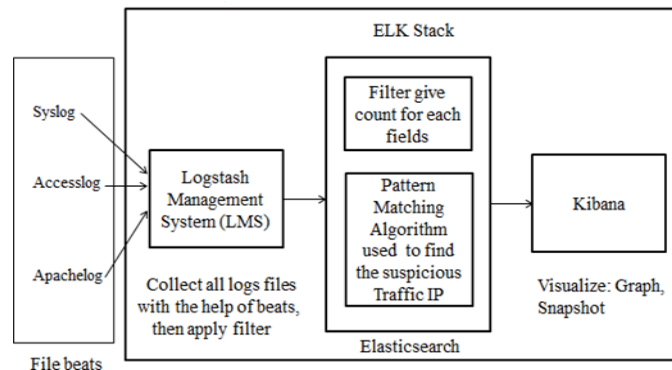 ELK Stack
Syslog
Accesslog
Apachelog
File beats
Logstash
Management
System (LMS)
Collect all logs files
with the help of beats,
then apply filter
Filter give
count for each
fields
Pattern
Matching
Algorithm
used to find
the suspicious
Traffic IP
Elasticsearch
Kibana
Visualize: Graph,
Snapshot